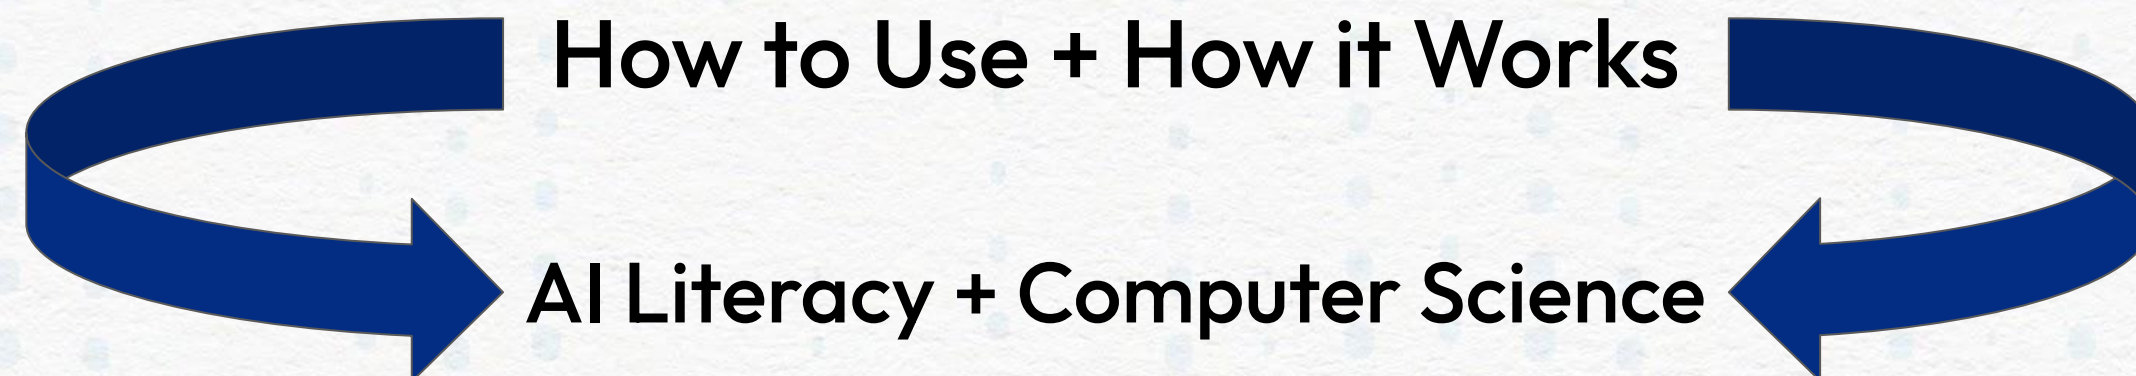 How to Use + How it Works
AI Literacy + Computer Science